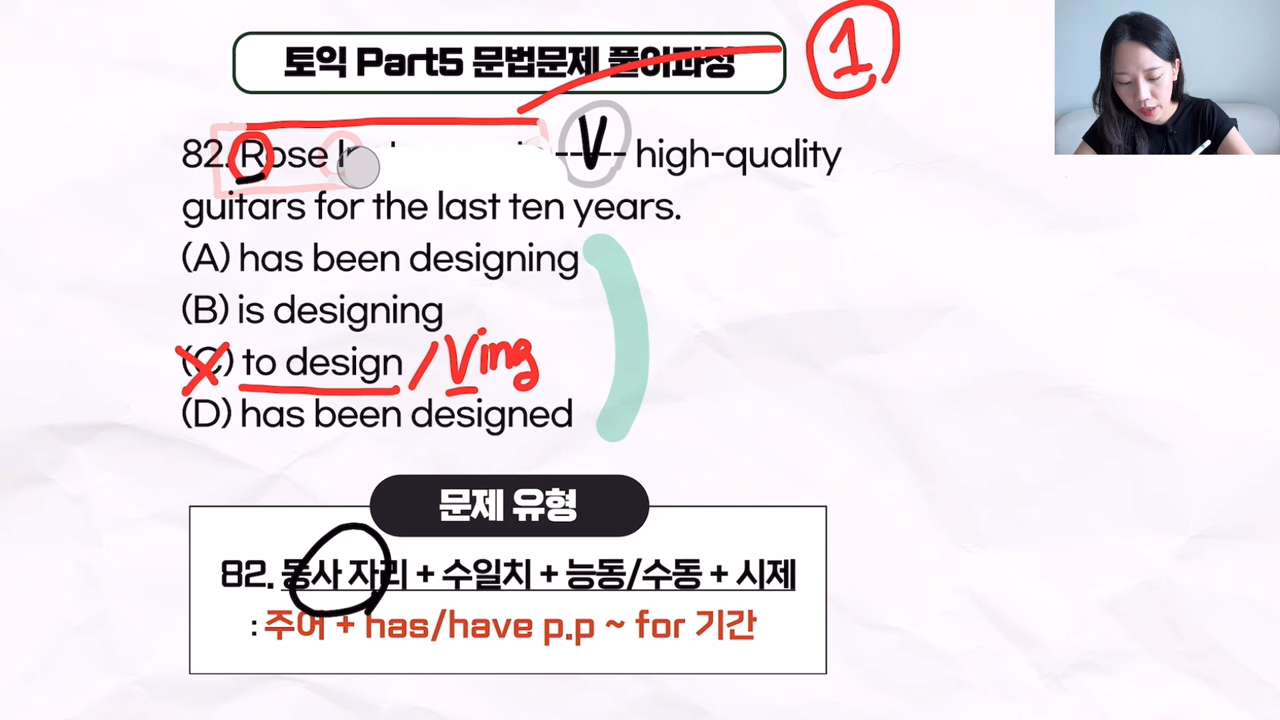 토익 Part5 문법문제 풀이과정
1
V
82. Rose ------ high-quality
guitars for the last ten years.
(A) has been designing
(B) is designing
(C) to design / Ving
(D) has been designed
문제 유형
82. 동사 자리 + 수일치 + 능동/수동 + 시제
: 주어 + has/have p.p ~ for 기간